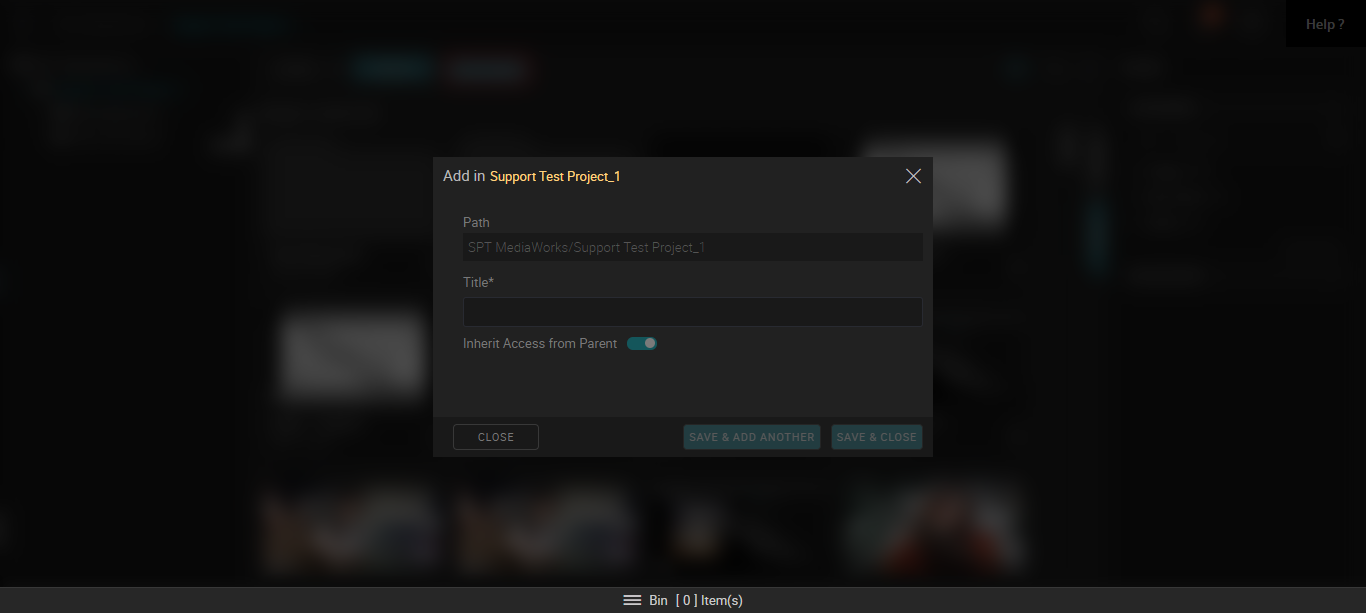 Help ?
Add in Support Test Project_1
Path
SPT MediaWorks/Support Test Project_1
Title*
Inherit Access from Parent
CLOSE
SAVE & ADD ANOTHER
SAVE & CLOSE
Bin [ 0 ] Item(s)